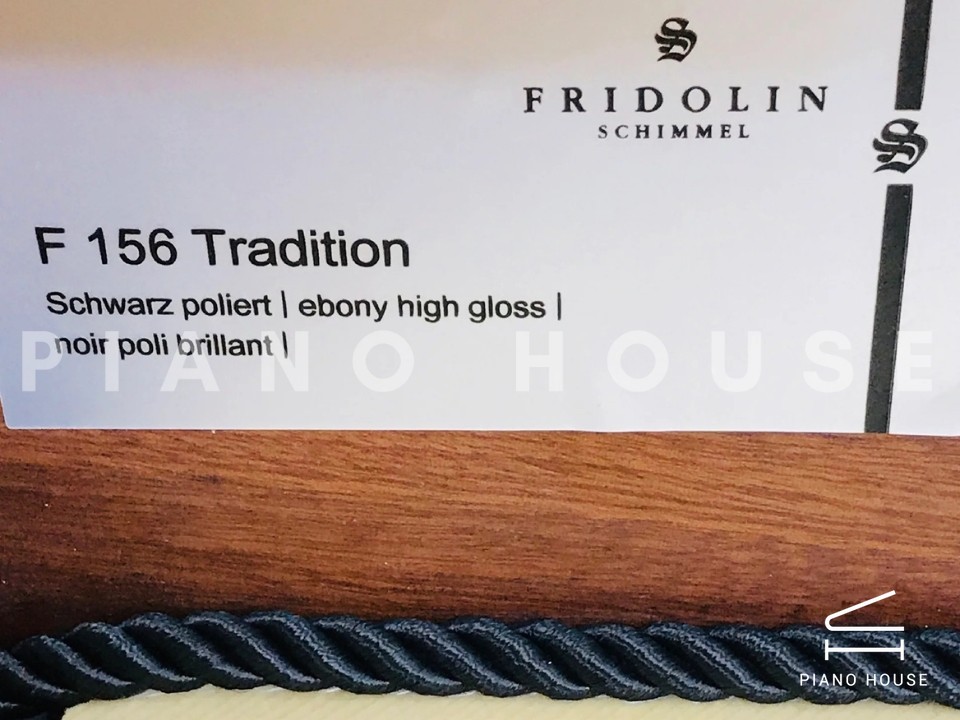 FRIDOLIN
SCHIMMEL
F 156 Tradition
Schwarz poliert | ebony high gloss |
noir poli brillant |
PIANO HOUSE
PIANO HOUSE